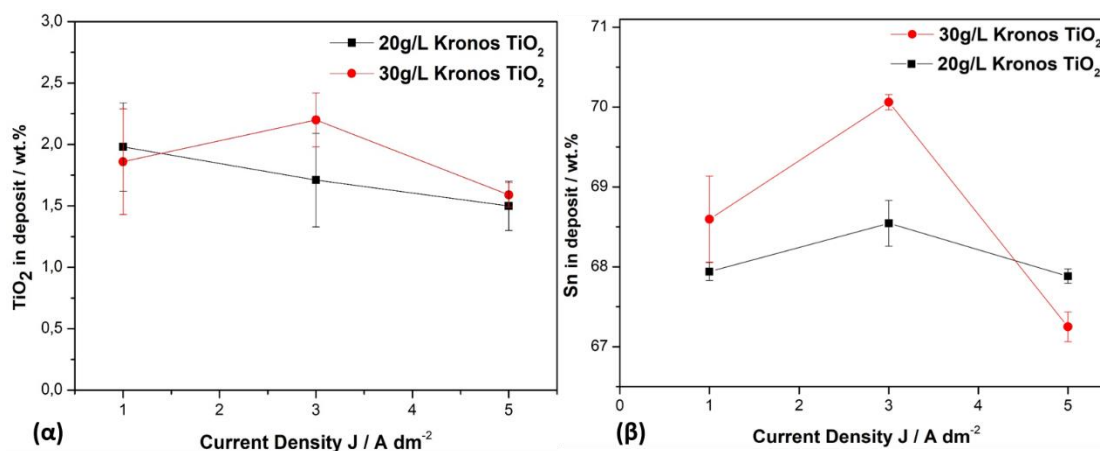 3,0
2,5
2,0
1,5
1,0
0,5
0,0
TiO2 in deposit / wt.%
20g/L Kronos TiO2
30g/L Kronos TiO2
1 2 3 4 5
(α)
Current Density J / A dm-2
71
70
69
68
67
Sn in deposit / wt.%
30g/L Kronos TiO2
20g/L Kronos TiO2
0 1 2 3 4 5
(β)
Current Density J / A dm-2